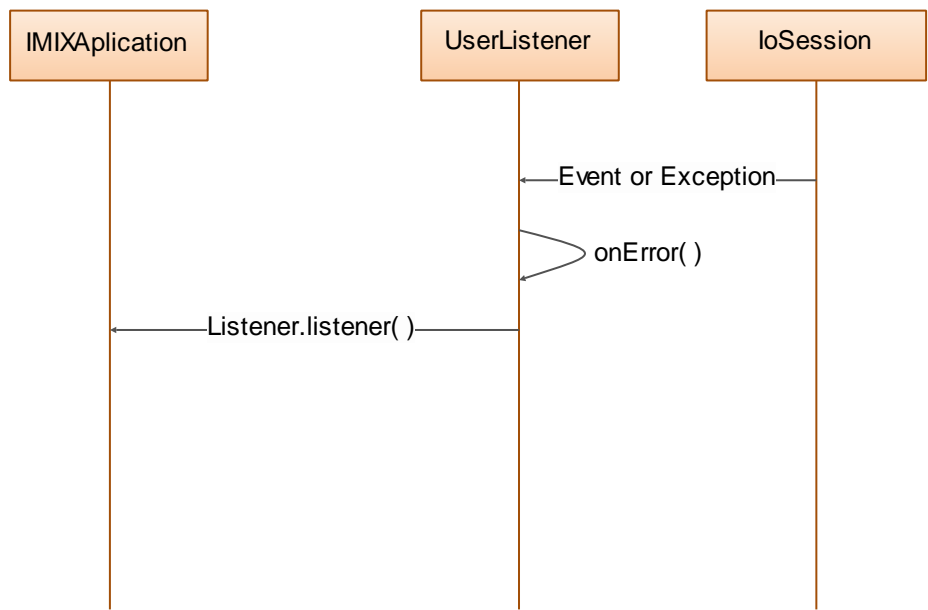 IMIXAplication
UserListener
IoSession
Event or Exception
onError( )
Listener.listener( )